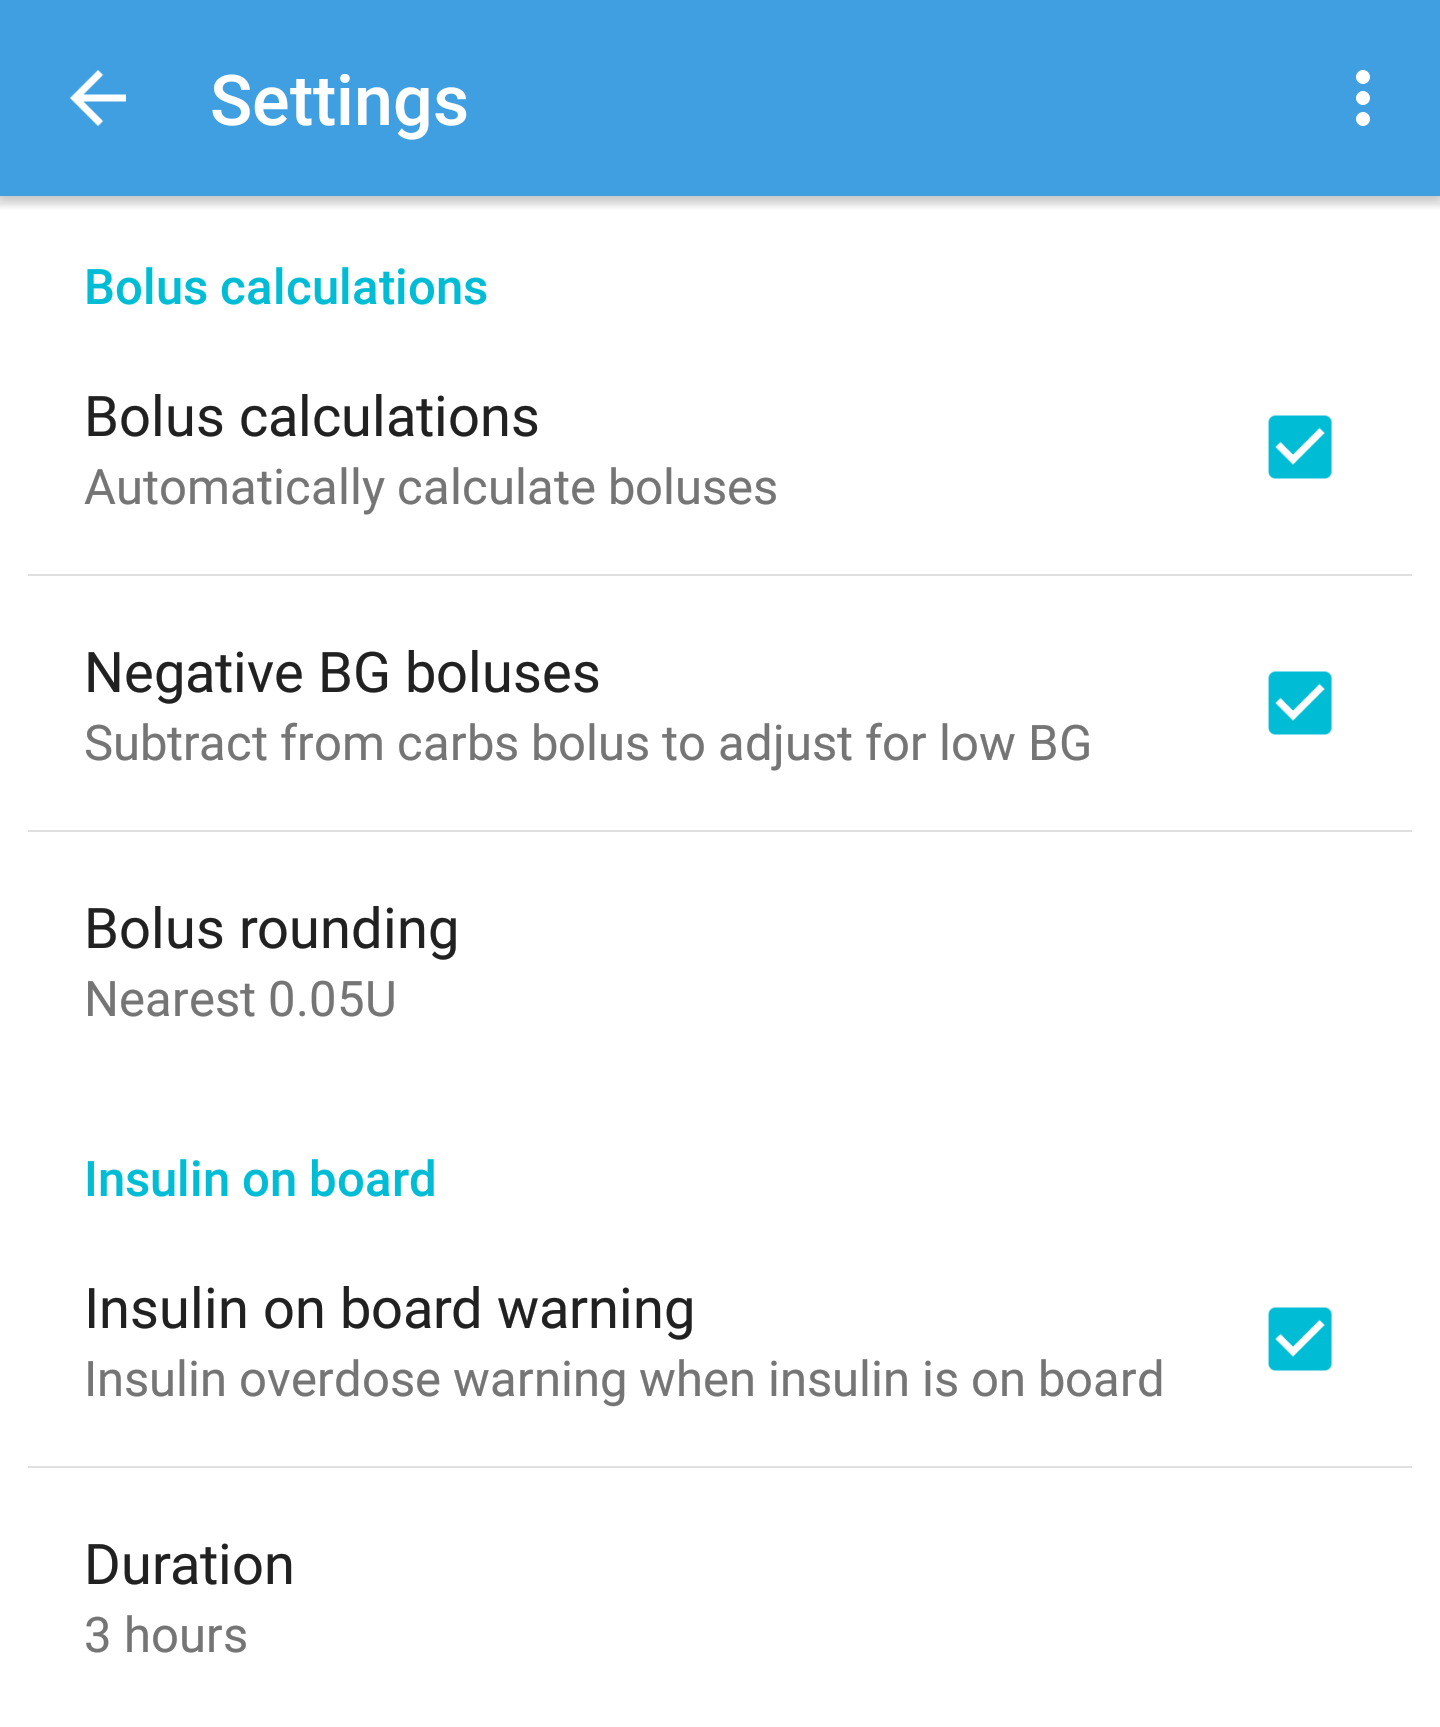 Settings
Bolus calculations
Bolus calculations
Automatically calculate boluses
Negative BG boluses
Subtract from carbs bolus to adjust for low BG
Bolus rounding
Nearest 0.05U
Insulin on board
Insulin on board warning
Insulin overdose warning when insulin is on board
Duration
3 hours